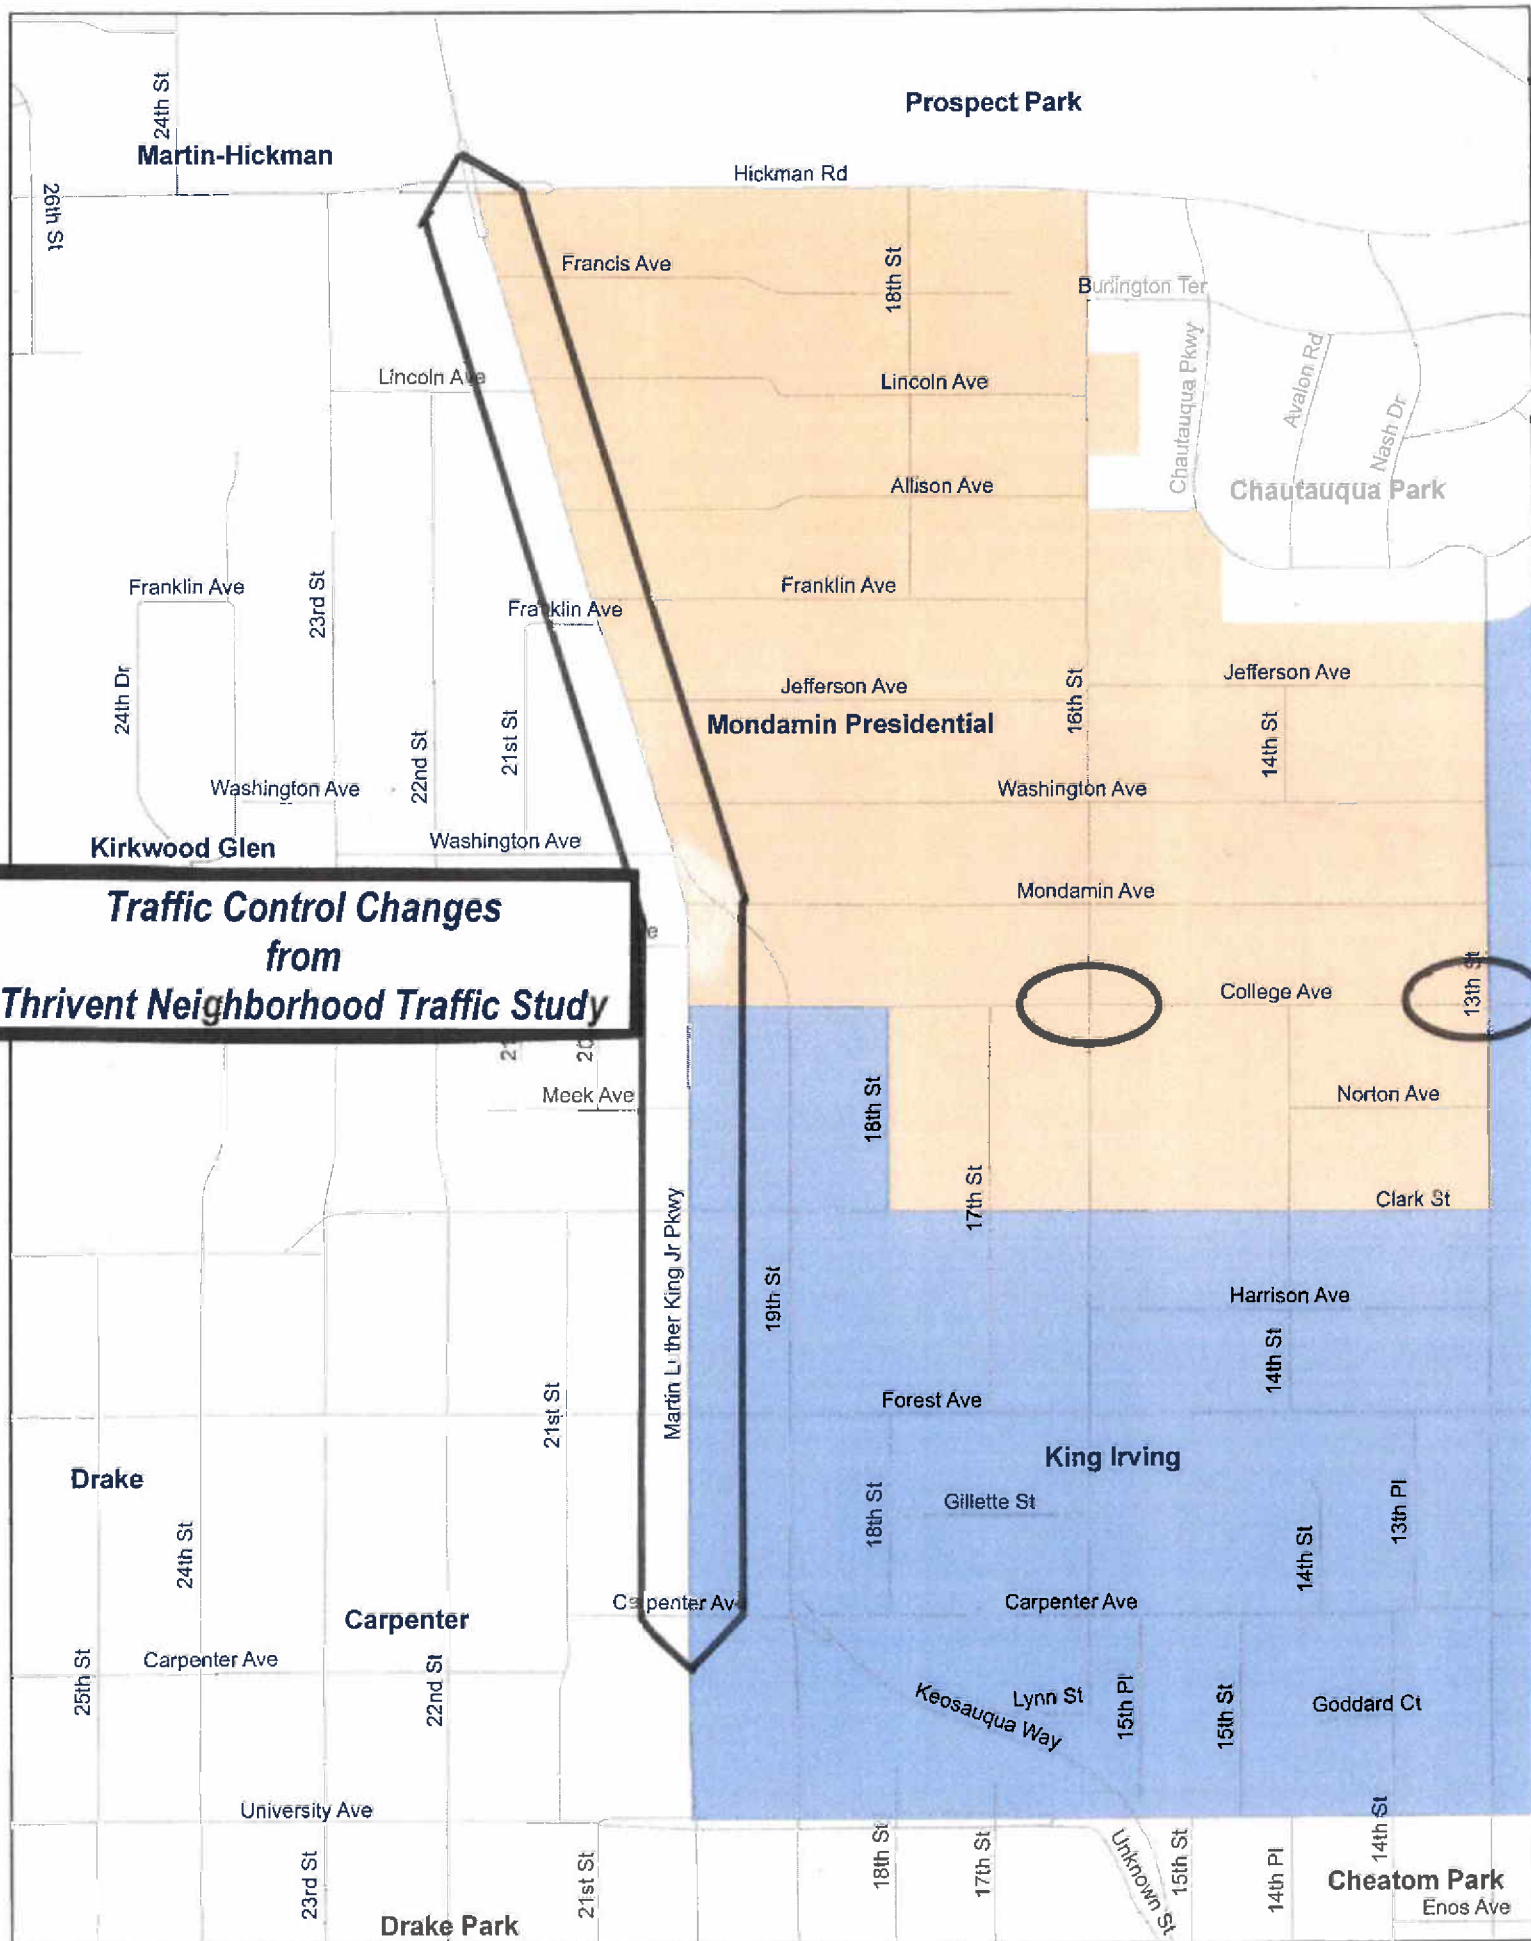 Prospect Park
24th St
Martin-Hickman
Hickman Rd
26th St
Francis Ave
18th St
Burlington Ter
Chautauqua Pkwy
Avalon Rd
Nash Dr
Lincoln Ave
Lincoln Ave
Allison Ave
Chautauqua Park
Franklin Ave
23rd St
Franklin Ave
Franklin Ave
24th Dr
22nd St
21st St
Jefferson Ave
16th St
Jefferson Ave
Mondamin Presidential
14th St
Washington Ave
Washington Ave
Kirkwood Glen
Washington Ave
Mondamin Ave
Traffic Control Changes
from
Thrivent Neighborhood Traffic Study
College Ave
13th St
Meek Ave
18th St
Norton Ave
17th St
Clark St
Martin Luther King Jr Pkwy
19th St
Harrison Ave
14th St
21st St
Forest Ave
King Irving
Drake
18th St
Gillette St
13th Pl
24th St
14th St
Carpenter
Carpenter Ave
Carpenter Ave
25th St
Carpenter Ave
22nd St
Keosauqua Way
Lynn St
15th Pl
15th St
Goddard Ct
University Ave
23rd St
21st St
18th St
17th St
Unknown St
15th St
14th Pl
14th St
Cheatom Park
Enos Ave
Drake Park